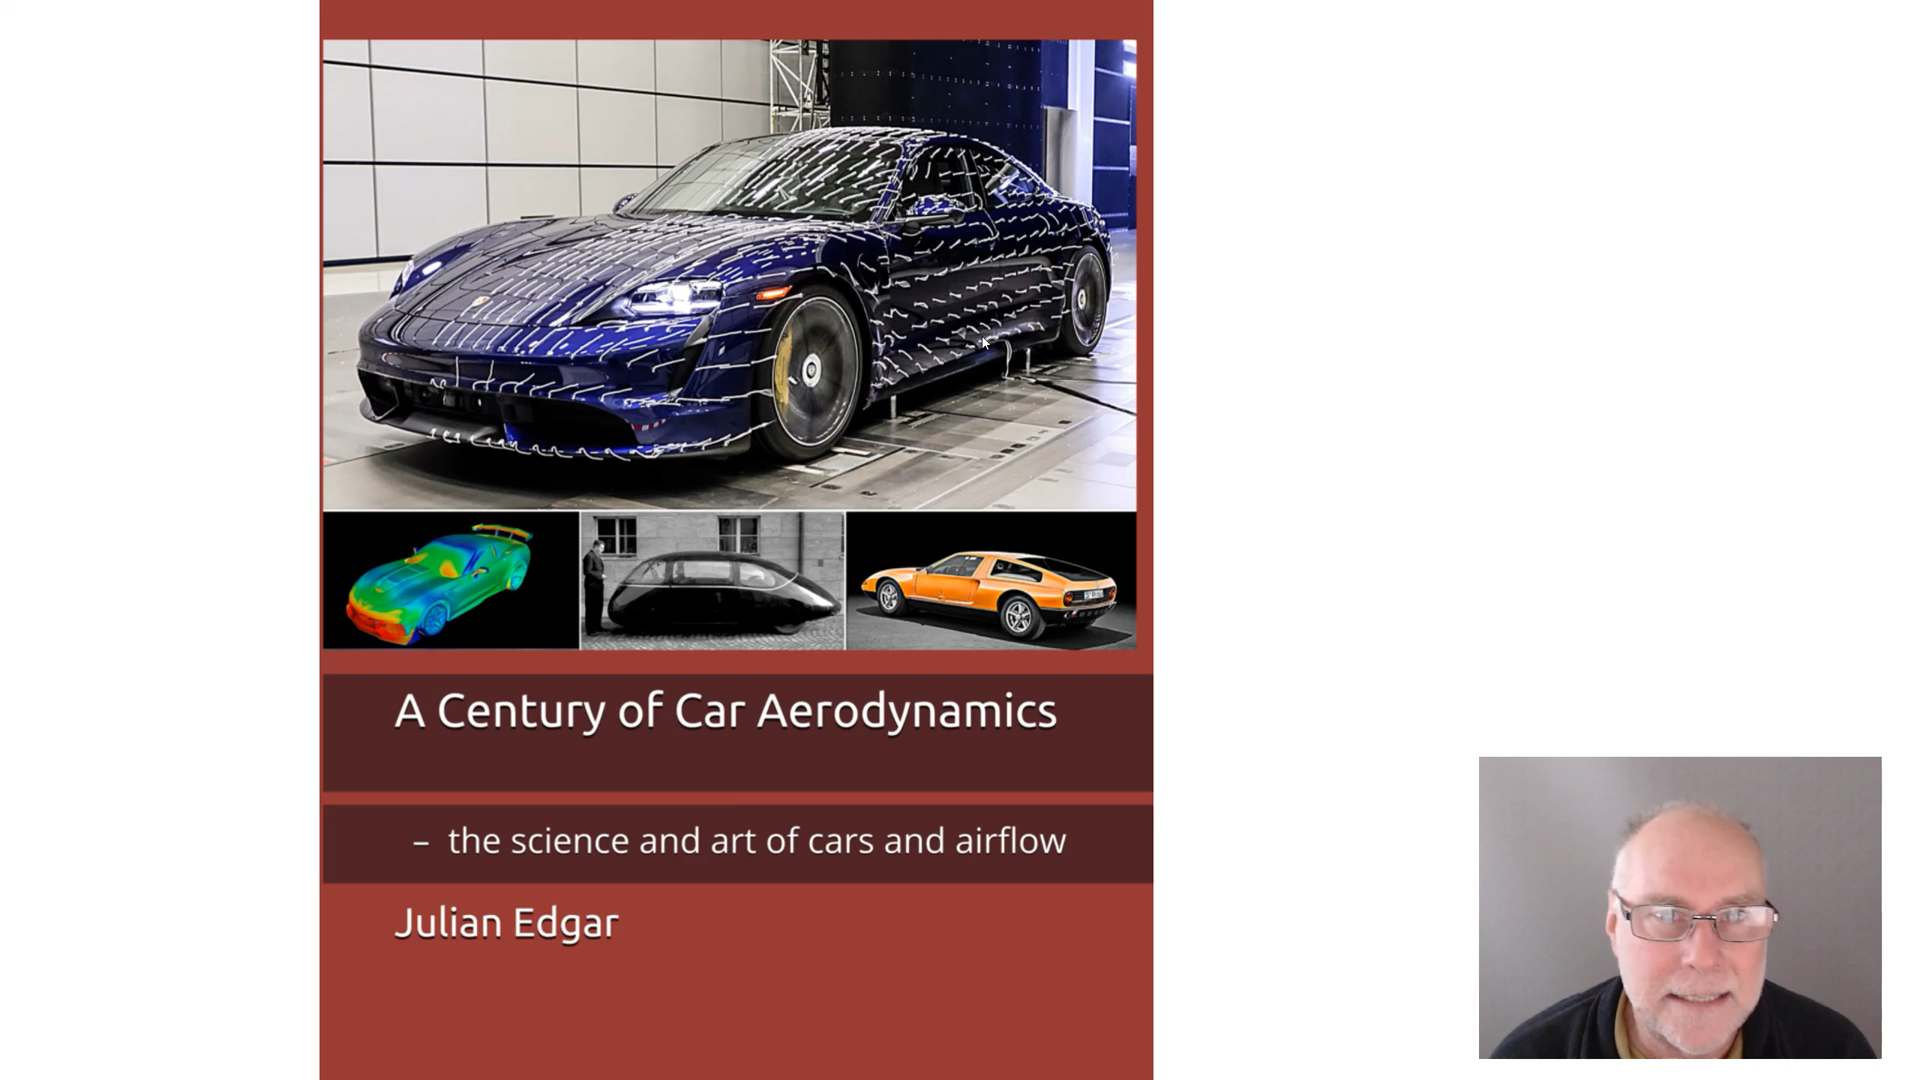 A Century of Car Aerodynamics
– the science and art of cars and airflow
Julian Edgar